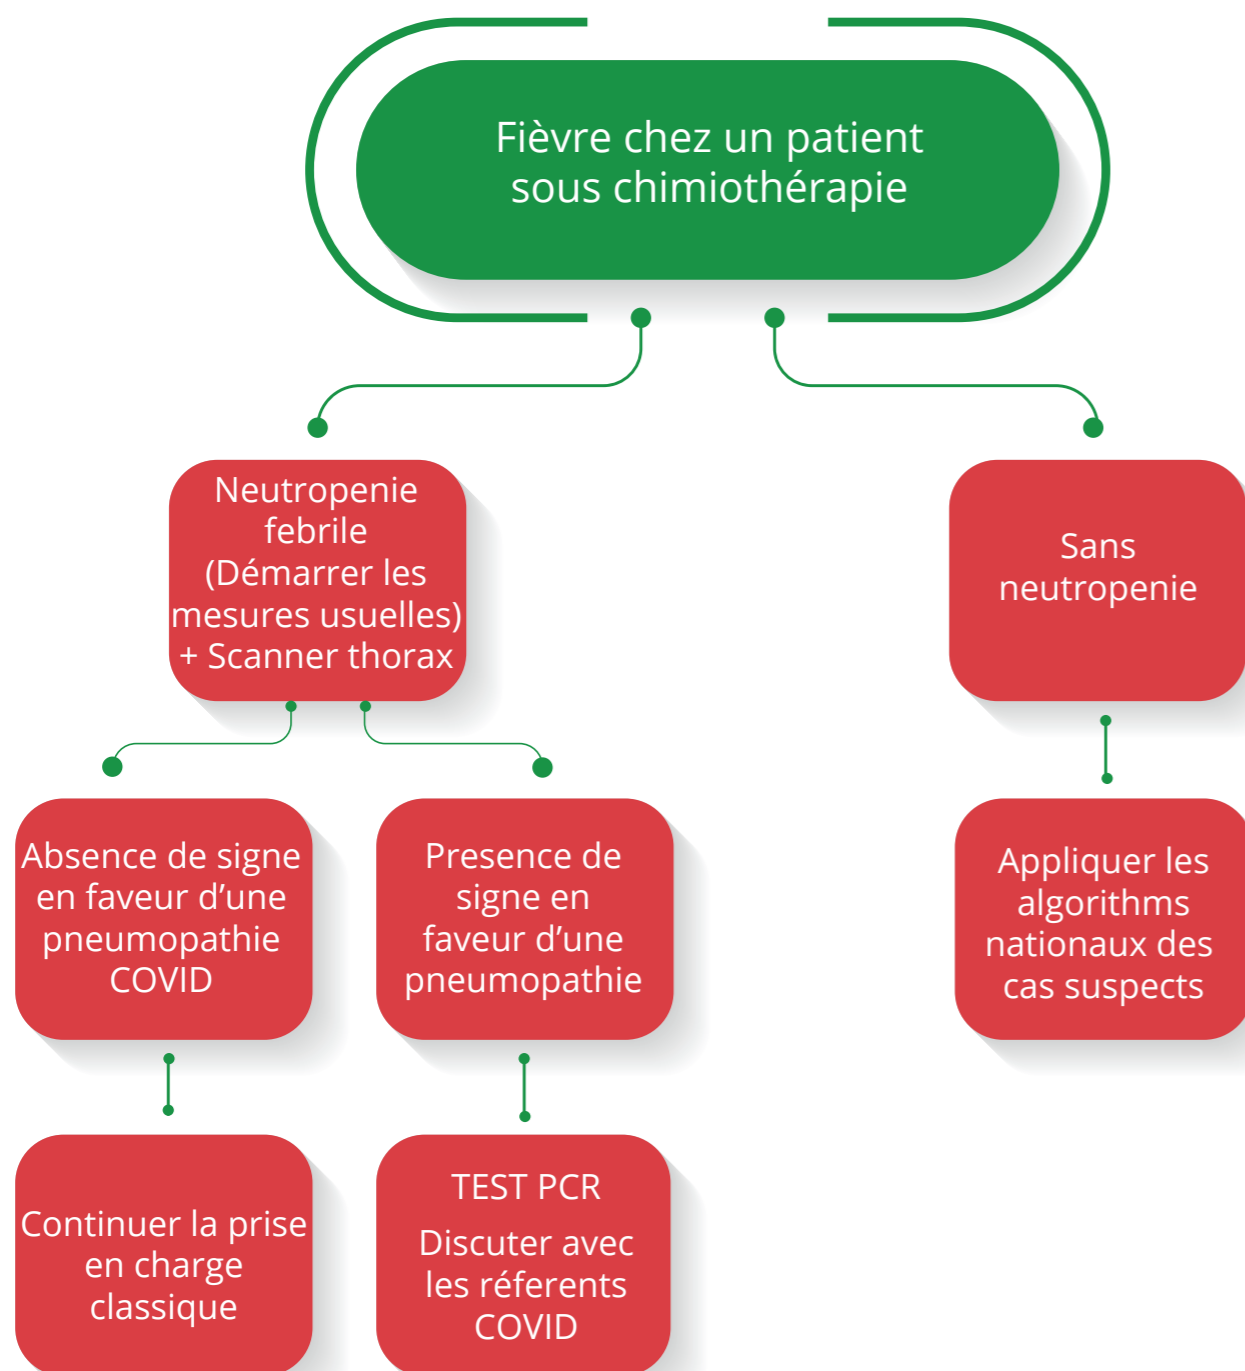 Fièvre chez un patient
sous chimiothérapie
Neutropenie
febrile
(Démarrer les
mesures usuelles)
+ Scanner thorax
Sans
neutropenie
Absence de signe
en faveur d’une
pneumopathie
COVID
Presence de
signe en
faveur d’une
pneumopathie
Appliquer les
algorithms
nationaux des
cas suspects
Continuer la prise
en charge
classique
TEST PCR
Discuter avec
les réferents
COVID